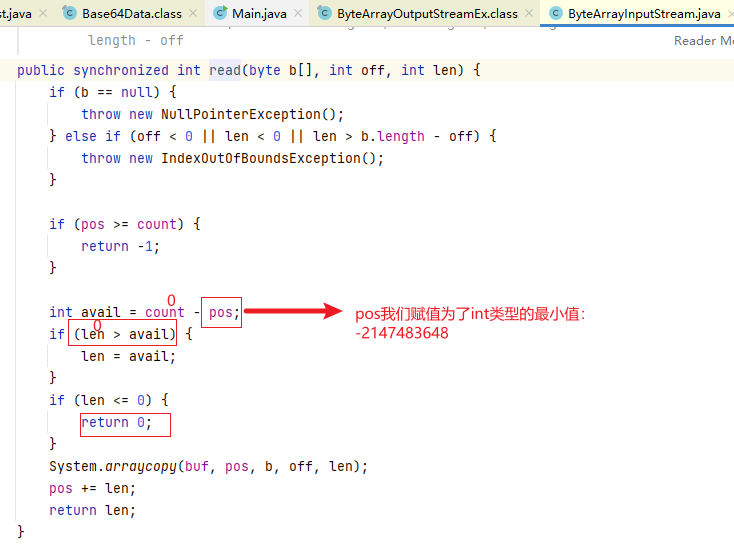 st.java × Base64Data.class × Main.java × ByteArrayOutputStreamEx.class × ByteArrayInputStream.java ×
length - off
Reader Mo
public synchronized int read(byte b[], int off, int len) {
if (b == null) {
throw new NullPointerException();
} else if (off < 0 || len < 0 || len > b.length - off) {
throw new IndexOutOfBoundsException();
}
if (pos >= count) {
return -1;
}
0
int avail = count - pos;
pos我们赋值为了int类型的最小值:
0
if (len > avail) {
-2147483648
len = avail;
}
if (len <= 0) {
return 0;
}
System.arraycopy(buf, pos, b, off, len);
pos += len;
return len;
}